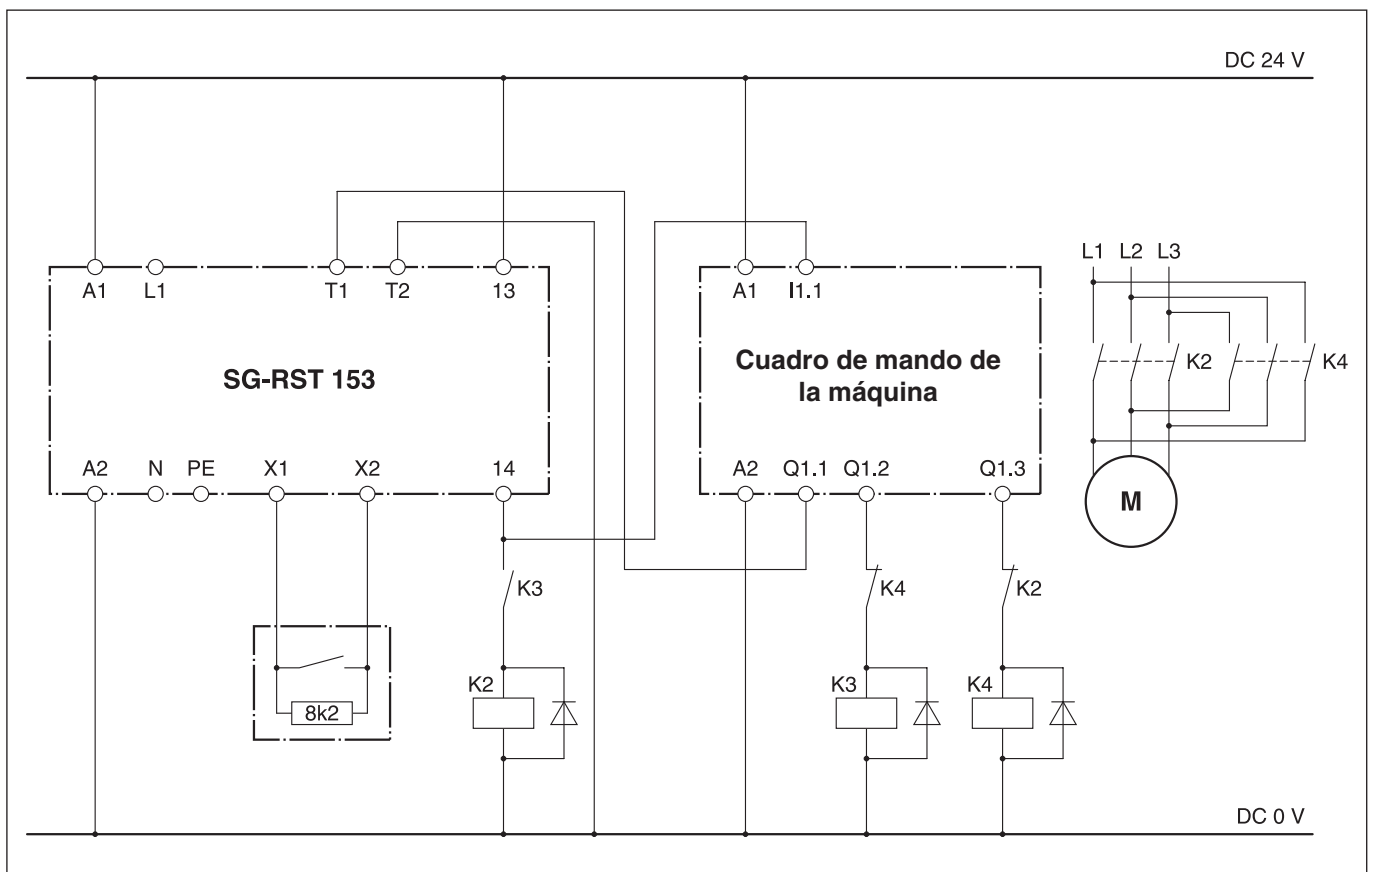 DC 24 V
A1 L1 T1 T2 13
SG-RST 153
A2 N PE X1 X2 14
A1 I1.1
Cuadro de mando de
la máquina
A2 Q1.1 Q1.2 Q1.3
L1 L2 L3
K2 K4
M
K3 K4 K2
8k2
K2 K3 K4
DC 0 V